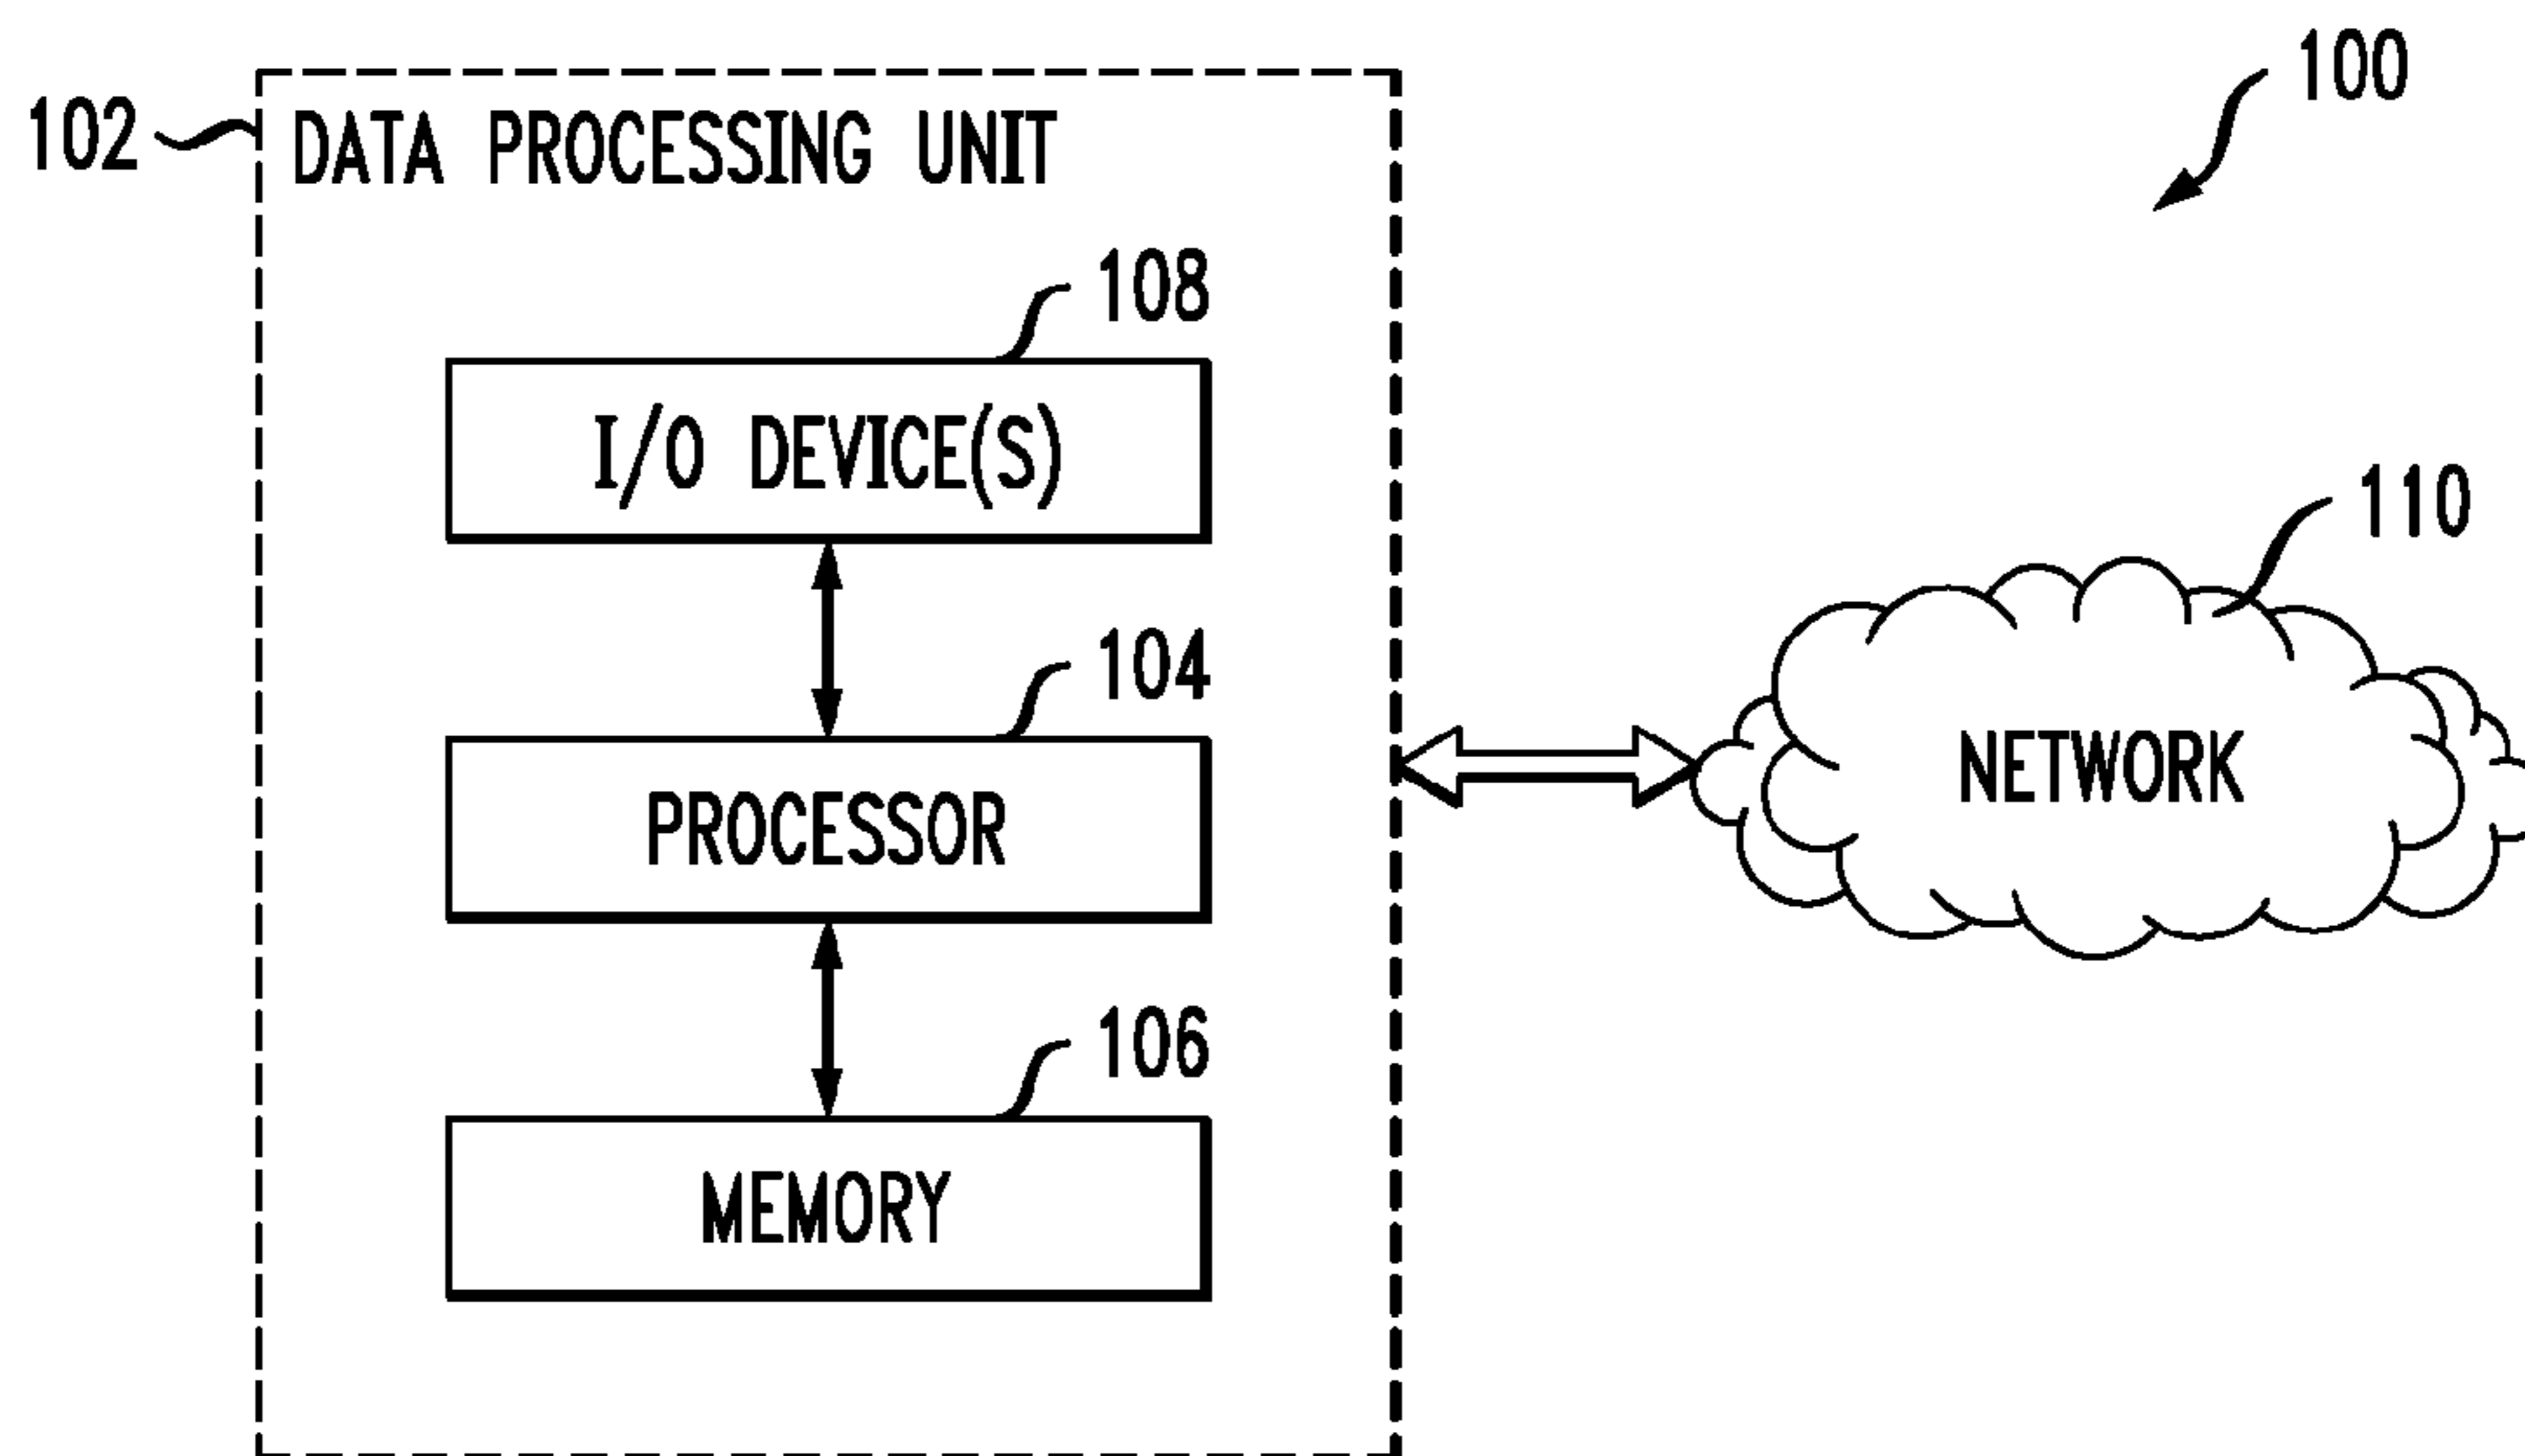 100
102 DATA PROCESSING UNIT
108
I/O DEVICE(S)
110
104
NETWORK
PROCESSOR
106
MEMORY